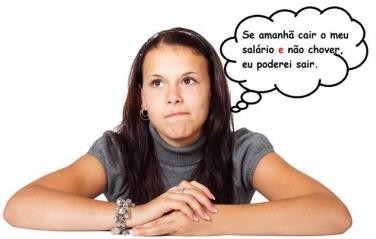 Se amanhã cair o meu
salário e não chover,
eu poderei sair.